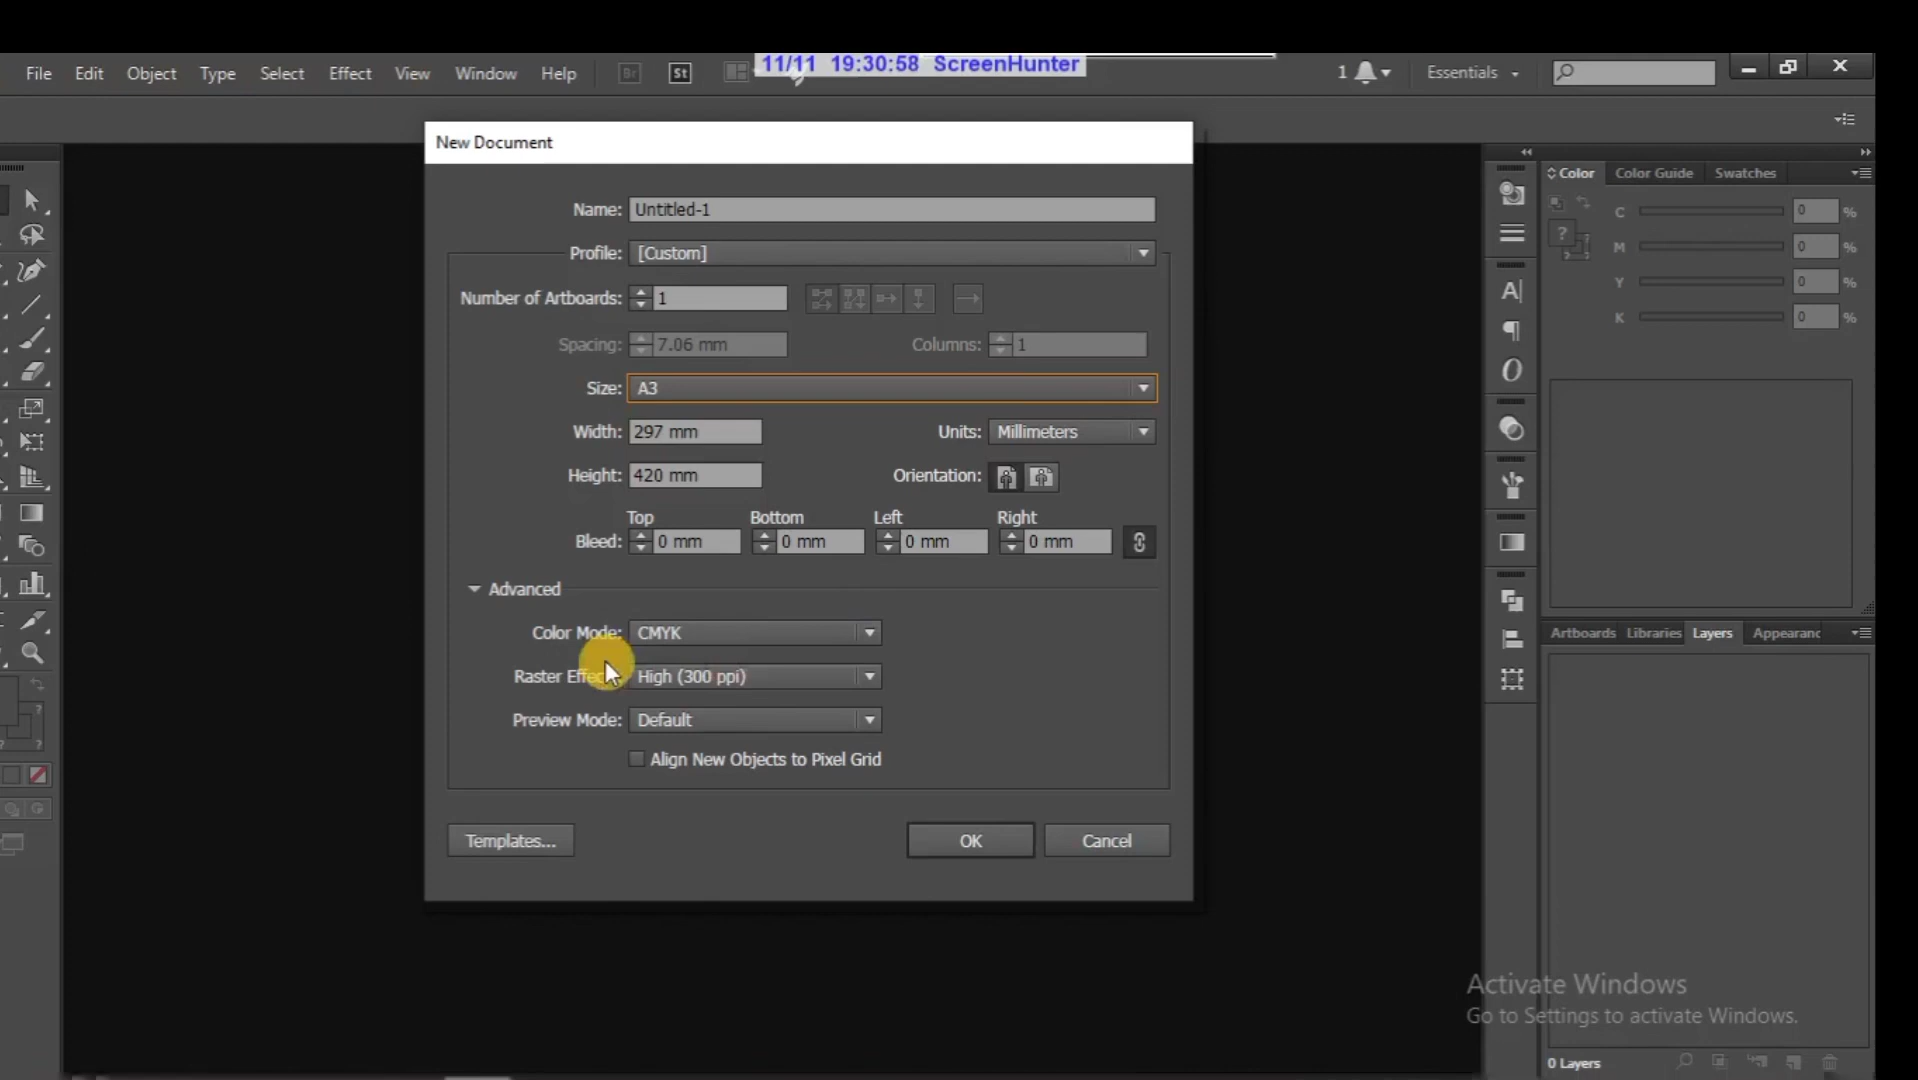 11/11 19:30:58 ScreenHunter
File Edit Object Type Select Effect View Window Help Br St 1 Essentials
New Document
Color Color Guide Swatches
Name: Untitled-1
C 0 %
Profile: [Custom]
M 0 %
Y 0 %
Number of Artboards: 1
K 0 %
Spacing: 7.06 mm Columns: 1
Size: A3
Width: 297 mm Units: Millimeters
Height: 420 mm Orientation:
Top Bottom Left Right
Bleed: 0 mm 0 mm 0 mm 0 mm
Advanced
Color Mode: CMYK
Artboards Libraries Layers Appearanc
Raster High (300 ppi)
Preview Mode: Default
Align New Objects to Pixel Grid
Templates... OK Cancel
Activate Windows
Go to Settings to activate Windows.
0 Layers